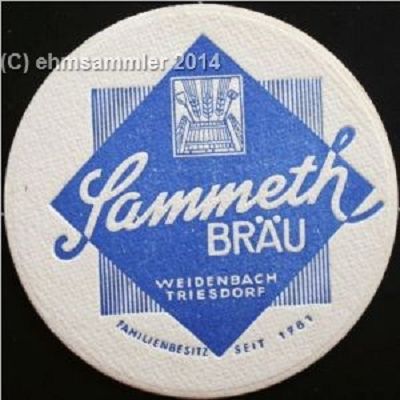 (C) ehmsammler 2014
Sammeth
BRÄU
WEIDENBACH
TRIESDORF
FAMILIENBESITZ SEIT 1781